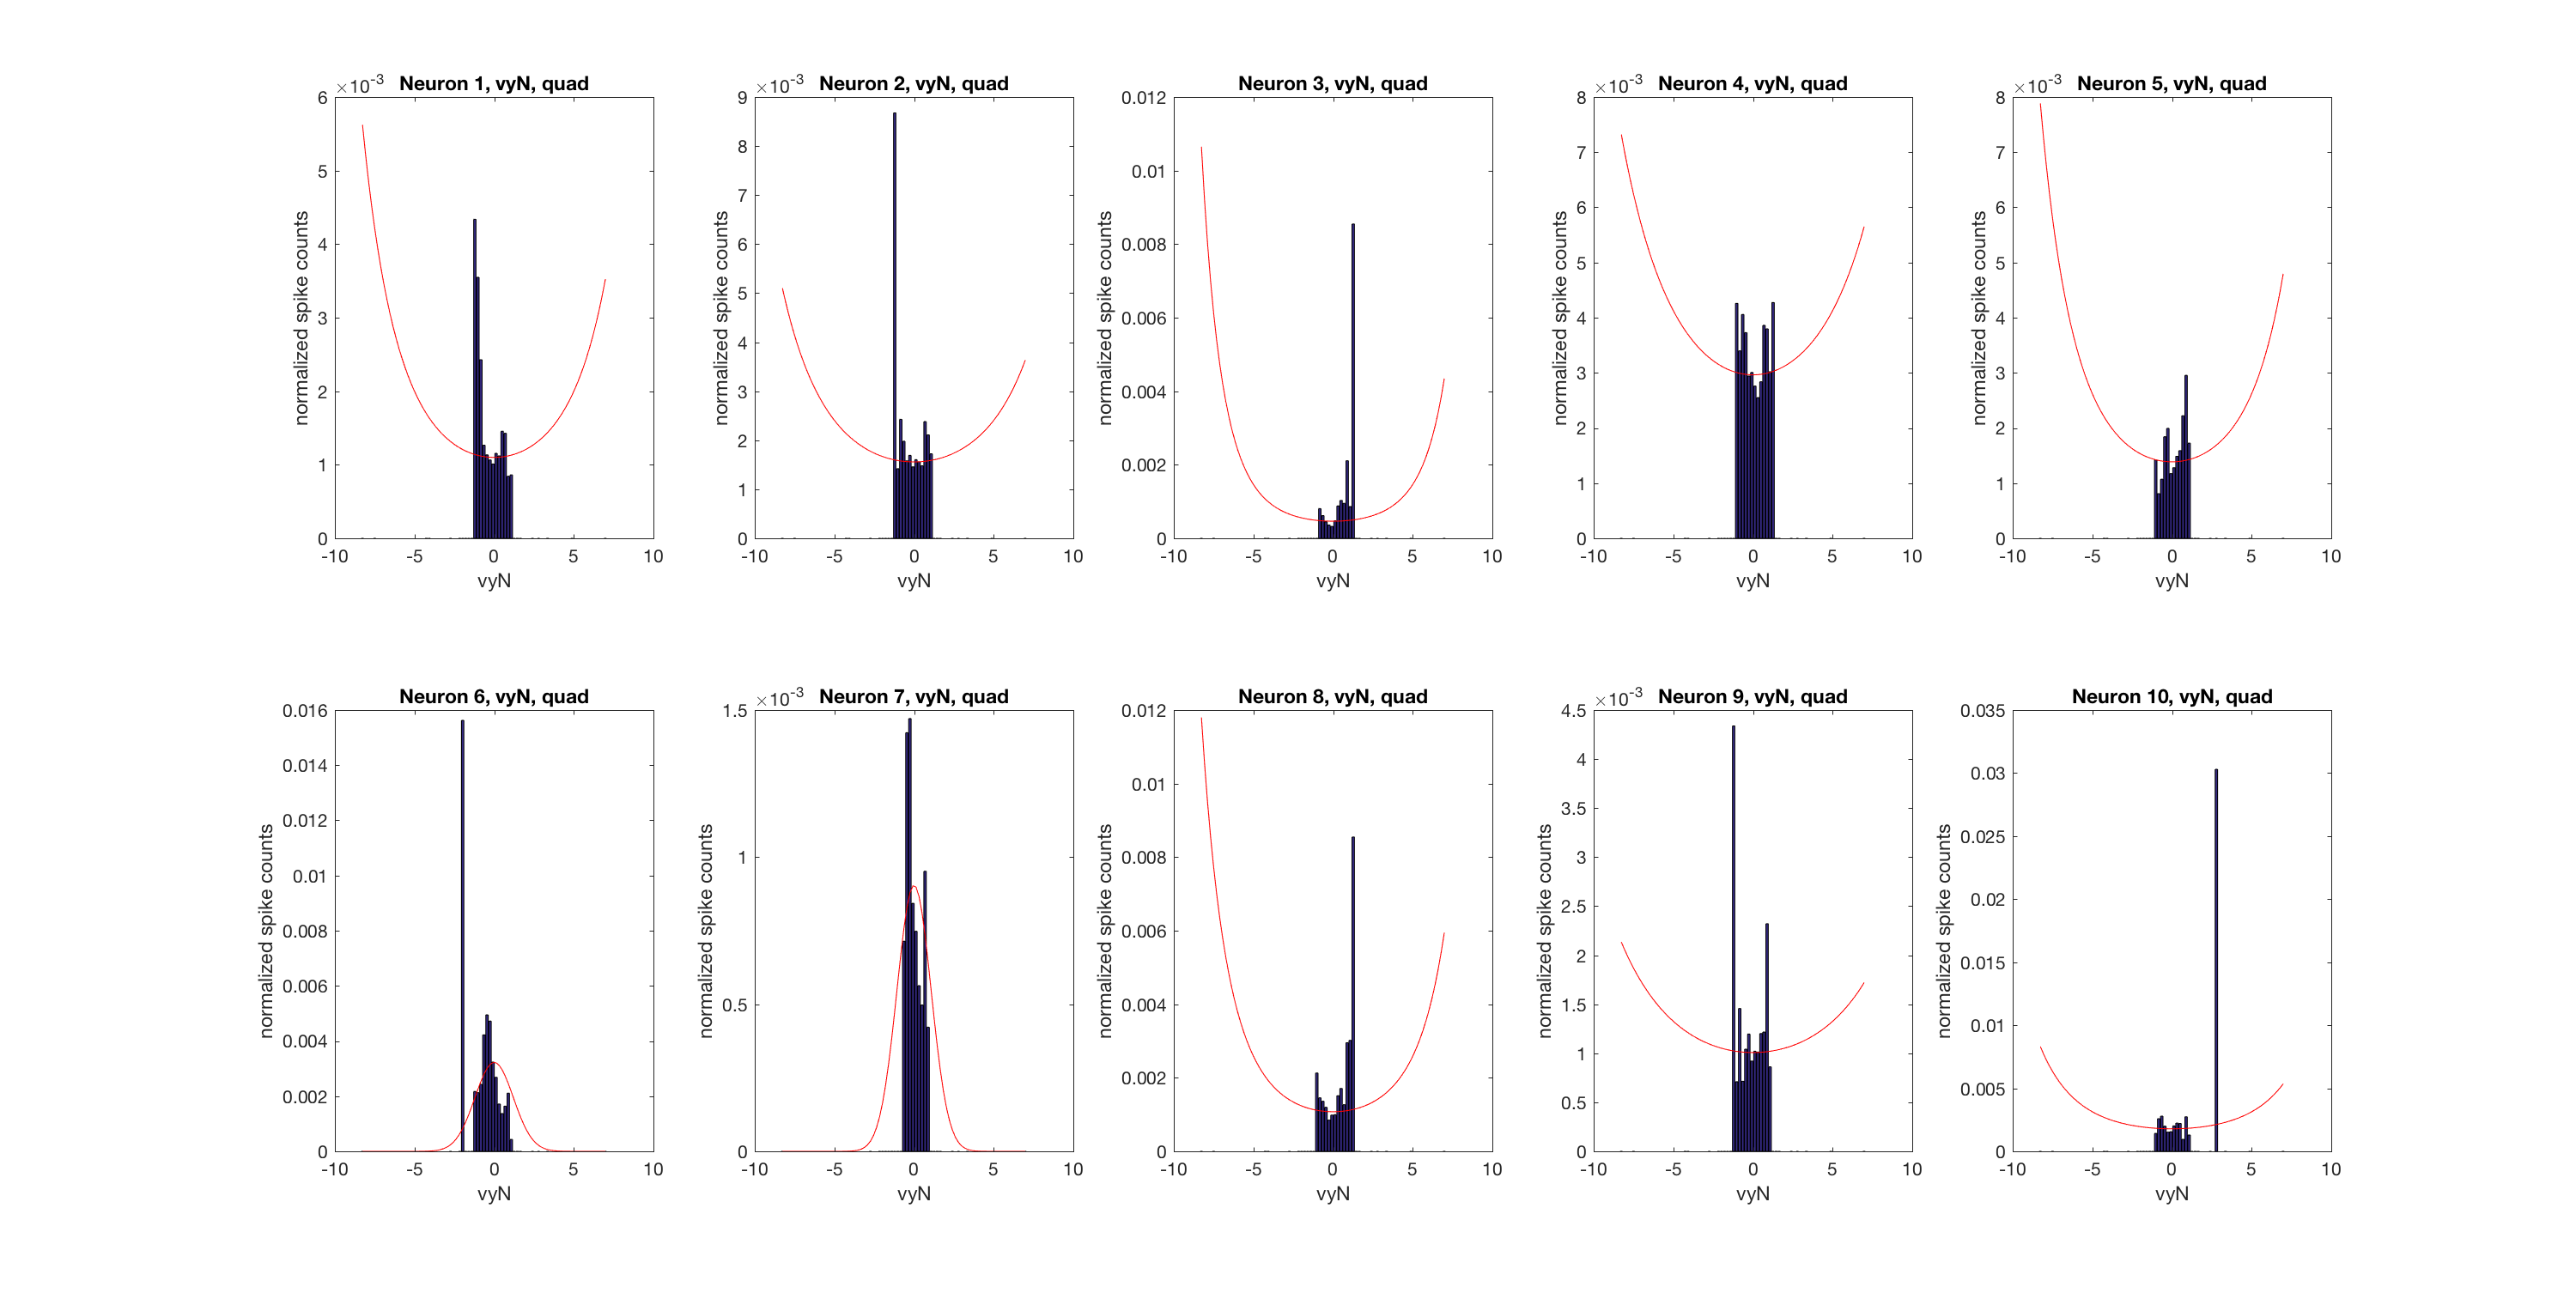 Neuron 1, vyN, quad
×10-3
6
5
4
3
2
1
0
-10 -5 0 5 10
normalized spike counts
vyN
Neuron 2, vyN, quad
×10-3
9
8
7
6
5
4
3
2
1
0
-10 -5 0 5 10
normalized spike counts
vyN
Neuron 3, vyN, quad
0.012
0.01
0.008
0.006
0.004
0.002
0
-10 -5 0 5 10
normalized spike counts
vyN
Neuron 4, vyN, quad
×10-3
8
7
6
5
4
3
2
1
0
-10 -5 0 5 10
normalized spike counts
vyN
Neuron 5, vyN, quad
×10-3
8
7
6
5
4
3
2
1
0
-10 -5 0 5 10
normalized spike counts
vyN
Neuron 6, vyN, quad
0.016
0.014
0.012
0.01
0.008
0.006
0.004
0.002
0
-10 -5 0 5 10
normalized spike counts
vyN
Neuron 7, vyN, quad
×10-3
1.5
1
0.5
0
-10 -5 0 5 10
normalized spike counts
vyN
Neuron 8, vyN, quad
0.012
0.01
0.008
0.006
0.004
0.002
0
-10 -5 0 5 10
normalized spike counts
vyN
Neuron 9, vyN, quad
×10-3
4.5
4
3.5
3
2.5
2
1.5
1
0.5
0
-10 -5 0 5 10
normalized spike counts
vyN
Neuron 10, vyN, quad
0.035
0.03
0.025
0.02
0.015
0.01
0.005
0
-10 -5 0 5 10
normalized spike counts
vyN